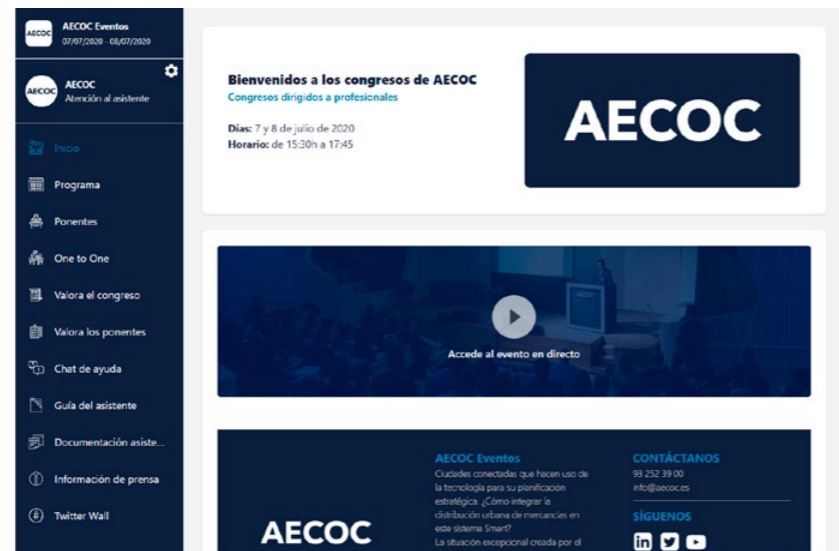 AECOC
AECOC Eventos
07/07/2020 - 08/07/2020
AECOC
AECOC
Atención al asistente
Inicio
Programa
Ponentes
One to One
Valora el congreso
Valora los ponentes
Chat de ayuda
Guía del asistente
Documentación asiste...
Información de prensa
Twitter Wall
Bienvenidos a los congresos de AECOC
Congresos dirigidos a profesionales
Días: 7 y 8 de julio de 2020
Horario: de 15:30h a 17:45
AECOC
AECOC
Accede al evento en directo
AECOC
AECOC Eventos
Ciudades conectadas que hacen uso de
la tecnología para su planificación
estratégica. ¿Cómo integrar la
distribución urbana de mercancías en
este sistema Smart?
La situación excepcional creada por el
CONTÁCTANOS
93 252 39 00
info@aecoc.es
SÍGUENOS
in